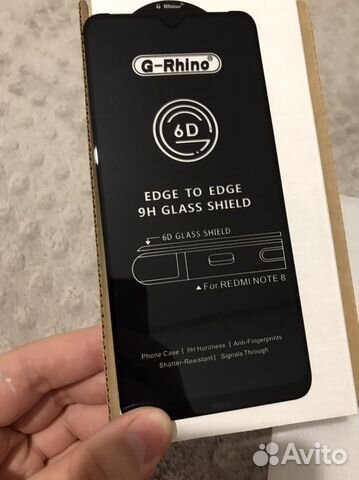 G-Rhino®
G-Rhino®
6D
EDGE TO EDGE
9H GLASS SHIELD
6D GLASS SHIELD
▲For REDMI NOTE 8
Phone Case | 9H Hardness | Anti-Fingerprints
Shatter-Resistant | Signals Through
Avito